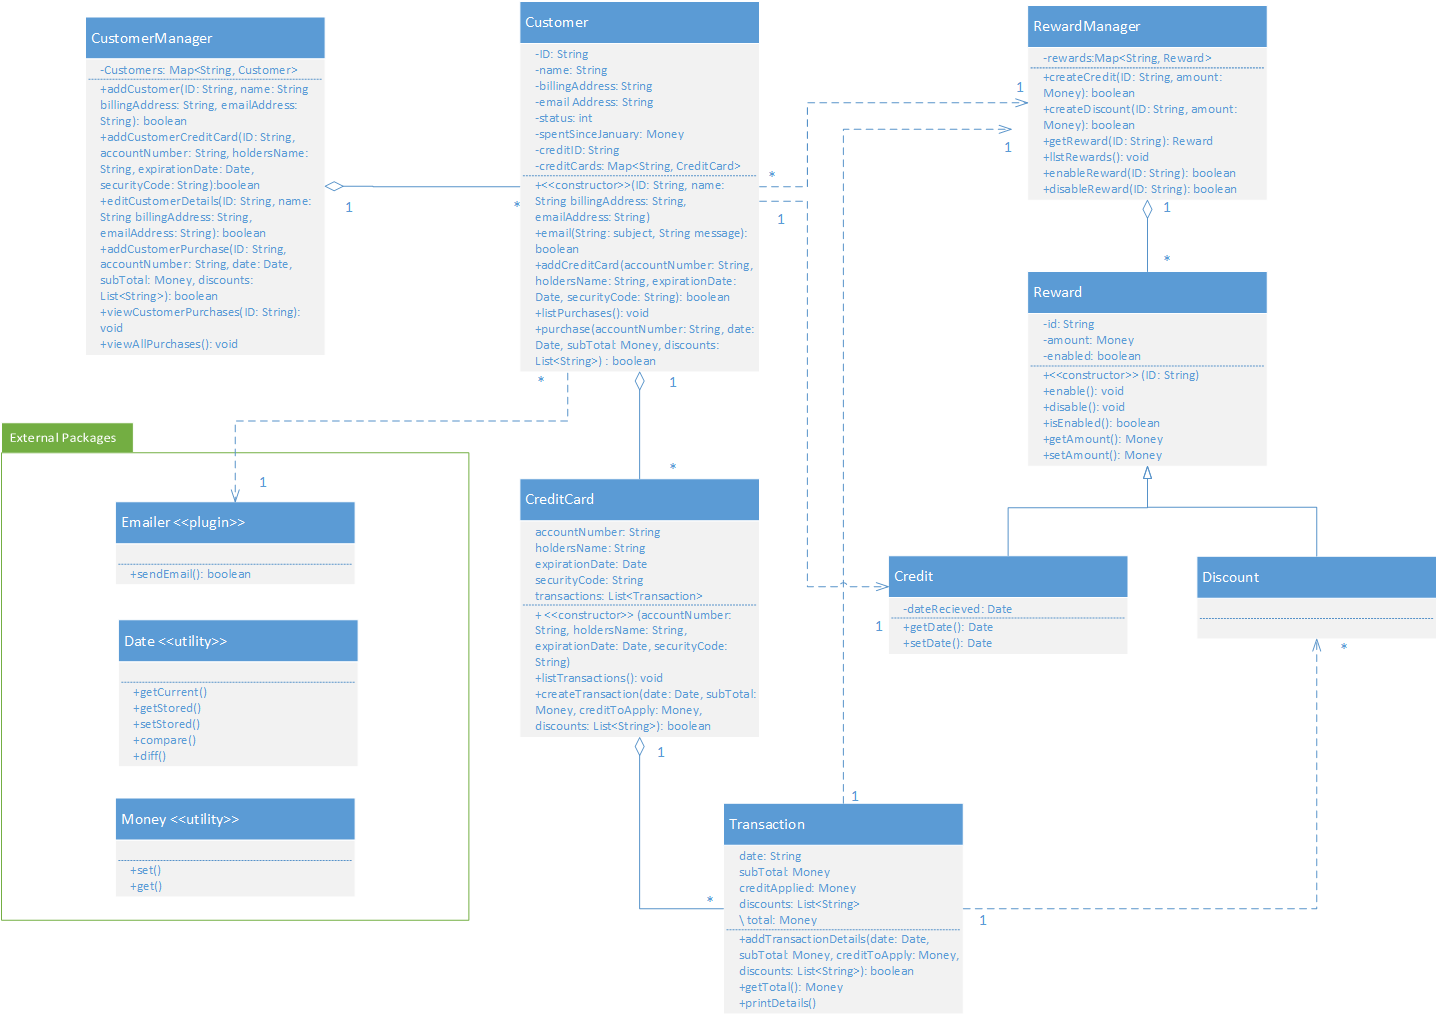 CustomerManager
-Customers: Map<String, Customer>
+addCustomer(ID: String, name: String
billingAddress: String, emailAddress:
String): boolean
+addCustomerCreditCard(ID: String,
accountNumber: String, holdersName:
String, expirationDate: Date,
securityCode: String):boolean
+editCustomerDetails(ID: String, name:
String billingAddress: String,
emailAddress: String): boolean
+addCustomerPurchase(ID: String,
accountNumber: String, date: Date,
subTotal: Money, discounts:
List<String>): boolean
+viewCustomerPurchases(ID: String):
void
+viewAllPurchases(): void
1
*
Customer
-ID: String
-name: String
-billingAddress: String
-email Address: String
-status: int
-spentSinceJanuary: Money
-creditID: String
-creditCards: Map<String, CreditCard>
+<<constructor>>(ID: String, name:
String billingAddress: String,
emailAddress: String)
+email(String: subject, String message):
boolean
+addCreditCard(accountNumber: String,
holdersName: String, expirationDate:
Date, securityCode: String): boolean
+listPurchases(): void
+purchase(accountNumber: String, date:
Date, subTotal: Money, discounts:
List<String>) : boolean
*
1
*
1
1
1
RewardManager
-rewards:Map<String, Reward>
+createCredit(ID: String, amount:
Money): boolean
+createDiscount(ID: String, amount:
Money): boolean
+getReward(ID: String): Reward
+lIstRewards(): void
+enableReward(ID: String): boolean
+disableReward(ID: String): boolean
1
*
Reward
-id: String
-amount: Money
-enabled: boolean
+<<constructor>> (ID: String)
+enable(): void
+disable(): void
+isEnabled(): boolean
+getAmount(): Money
+setAmount(): Money
External Packages
1
Emailer <<plugin>>
+sendEmail(): boolean
Date <<utility>>
+getCurrent()
+getStored()
+setStored()
+compare()
+diff()
Money <<utility>>
+set()
+get()
1
*
CreditCard
accountNumber: String
holdersName: String
expirationDate: Date
securityCode: String
transactions: List<Transaction>
+ <<constructor>> (accountNumber:
String, holdersName: String,
expirationDate: Date, securityCode:
String)
+listTransactions(): void
+createTransaction(date: Date, subTotal:
Money, creditToApply: Money,
discounts: List<String>): boolean
1
*
Credit
-dateRecieved: Date
+getDate(): Date
+setDate(): Date
1
Discount
*
1
Transaction
date: String
subTotal: Money
creditApplied: Money
discounts: List<String>
\ total: Money
+addTransactionDetails(date: Date,
subTotal: Money, creditToApply: Money,
discounts: List<String>): boolean
+getTotal(): Money
+printDetails()
1